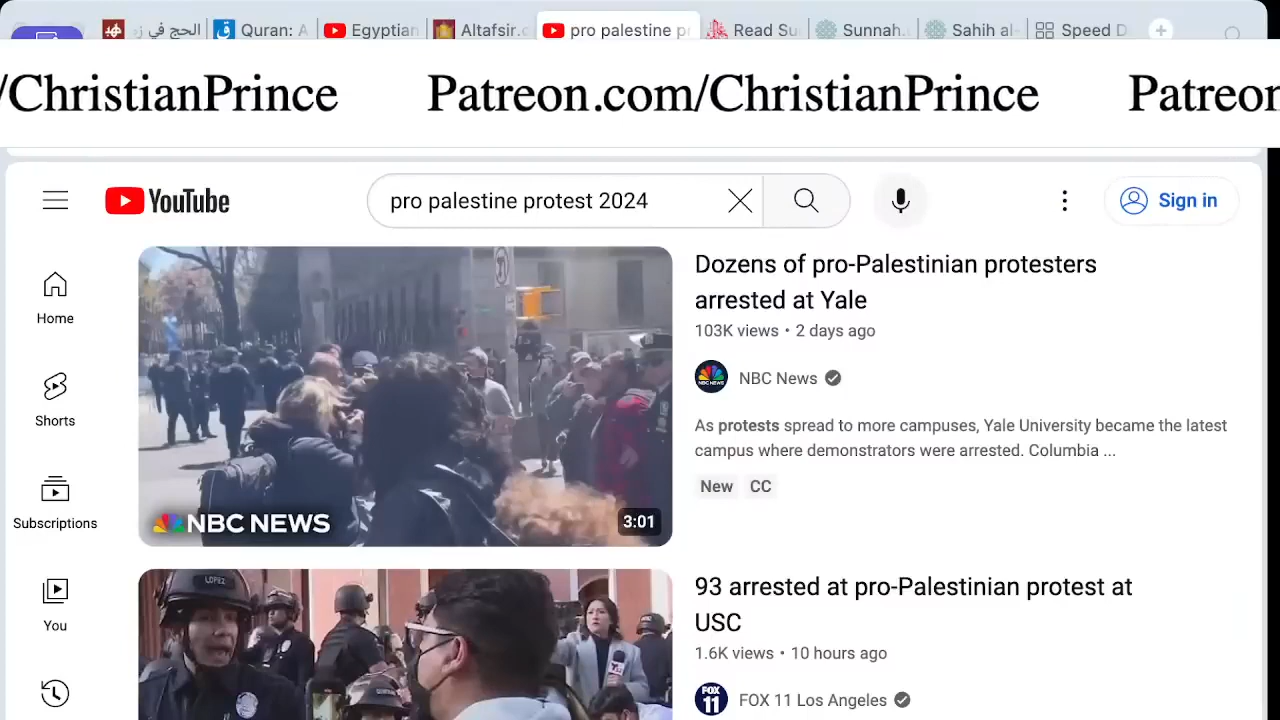 الحج في ز
Quran: A
Egyptian
Altafsir.c
pro palestine pr
Read Su
Sunnah.
Sahih al-
Speed D
/ChristianPrince Patreon.com/ChristianPrince Patreon
YouTube
pro palestine protest 2024
Sign in
Home
Shorts
Subscriptions
You
NBC NEWS
3:01
Dozens of pro-Palestinian protesters
arrested at Yale
103K views • 2 days ago
NBC News
As protests spread to more campuses, Yale University became the latest
campus where demonstrators were arrested. Columbia ...
New CC
LOPEZ
93 arrested at pro-Palestinian protest at
USC
1.6K views • 10 hours ago
FOX 11
FOX 11 Los Angeles